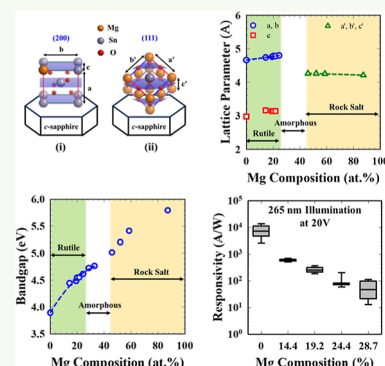 (200)
b
c
a
c-sapphire
(i)
Mg
Sn
O
(111)
b'
a'
c'
c-sapphire
(ii)
Lattice Parameter (A)
6
5
4
3
2
a, b
c
a', b', c'
Rutile
Amorphous
Rock Salt
0 20 40 60 80 100
Mg Composition (at.%)
Bandgap (eV)
6.0
5.5
5.0
4.5
4.0
3.5
Rutile
Amorphous
Rock Salt
0 20 40 60 80 100
Mg Composition (at.%)
Responsivity (A/W)
10⁵
10⁴
10³
10²
10¹
10⁰
265 nm Illumination
at 20V
0 14.4 19.2 24.4 28.7
Mg Composition (%)